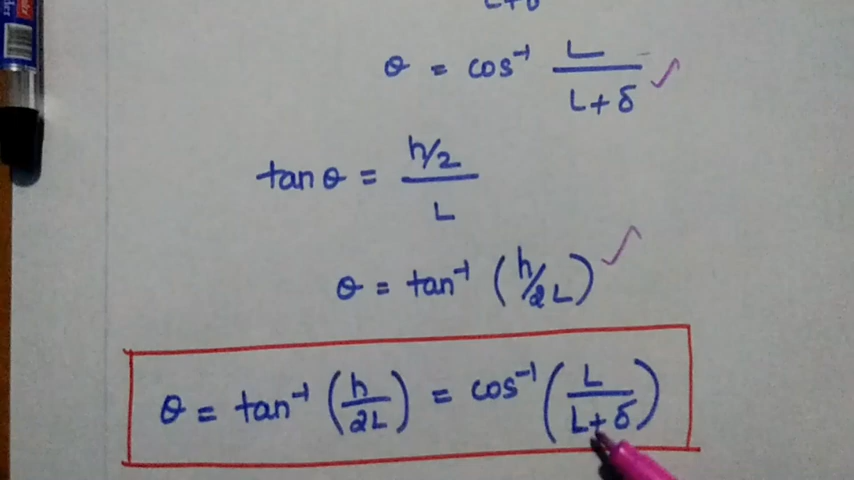 L+δ
θ = cos⁻¹ L/(L+δ) ✓
tan θ = (h/2)/L
θ = tan⁻¹ (h/2L) ✓
θ = tan⁻¹ (h/2L) = cos⁻¹ (L/(L+δ))